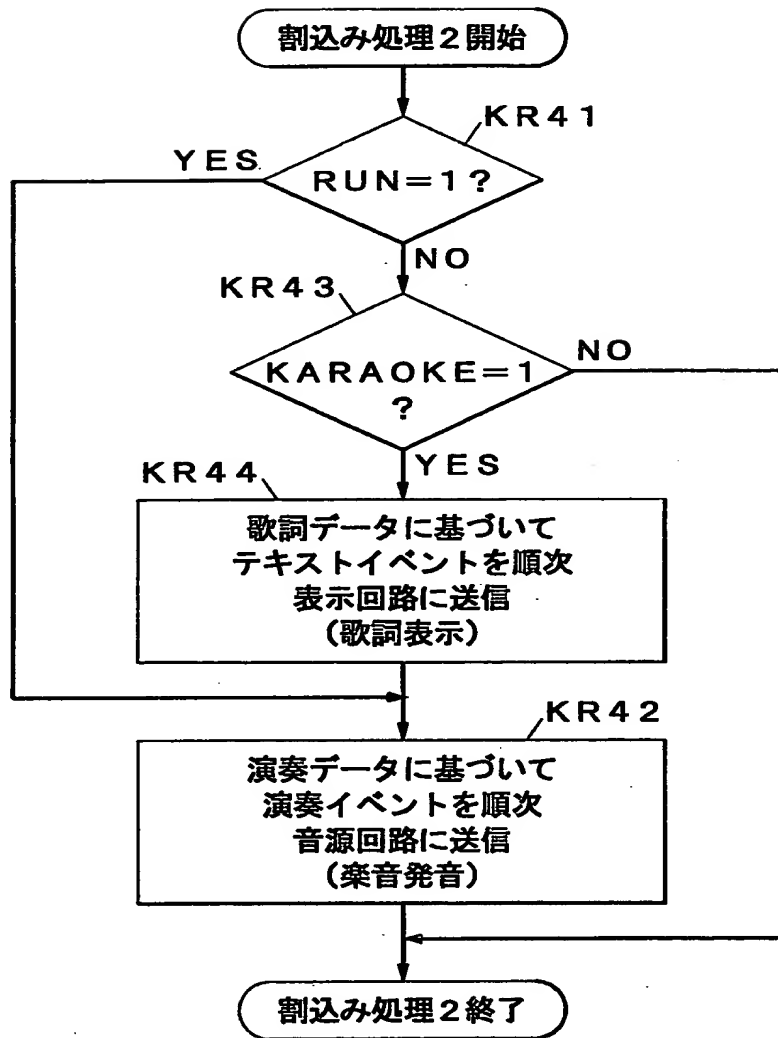 割込み処理2開始
KR41
YES
RUN=1?
NO
KR43
KARAOKE=1
?
NO
YES
KR44
歌詞データに基づいて
テキストイベントを順次
表示回路に送信
(歌詞表示)
KR42
演奏データに基づいて
演奏イベントを順次
音源回路に送信
(楽音発音)
割込み処理2終了